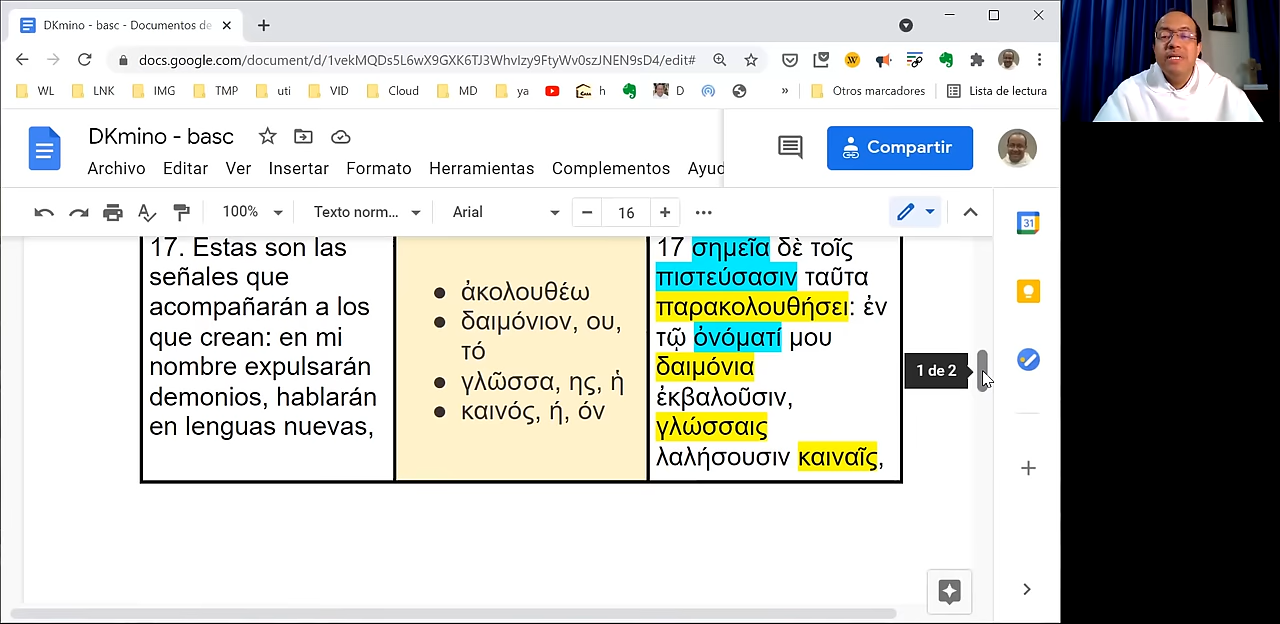 DKmino - basc - Documentos de
docs.google.com/document/d/1vekMQDs5L6wX9GXK6TJ3WhvIzy9FtyWv0szJNEN9sD4/edit#
WL LNK IMG TMP uti VID Cloud MD ya h D » Otros marcadores Lista de lectura
DKmino - basc
Archivo Editar Ver Insertar Formato Herramientas Complementos Ayud
Compartir
100% Texto norm... Arial 16
31
17. Estas son las
señales que
acompañarán a los
que crean: en mi
nombre expulsarán
demonios, hablarán
en lenguas nuevas,
● ἀκολουθέω
● δαιμόνιον, ου,
τό
● γλῶσσα, ης, ἡ
● καινός, ή, όν
17 σημεῖα δὲ τοῖς
πιστεύσασιν ταῦτα
παρακολουθήσει: ἐν
τῷ ὀνόματί μου
δαιμόνια
ἐκβαλοῦσιν,
γλώσσαις
λαλήσουσιν καιναῖς,
1 de 2